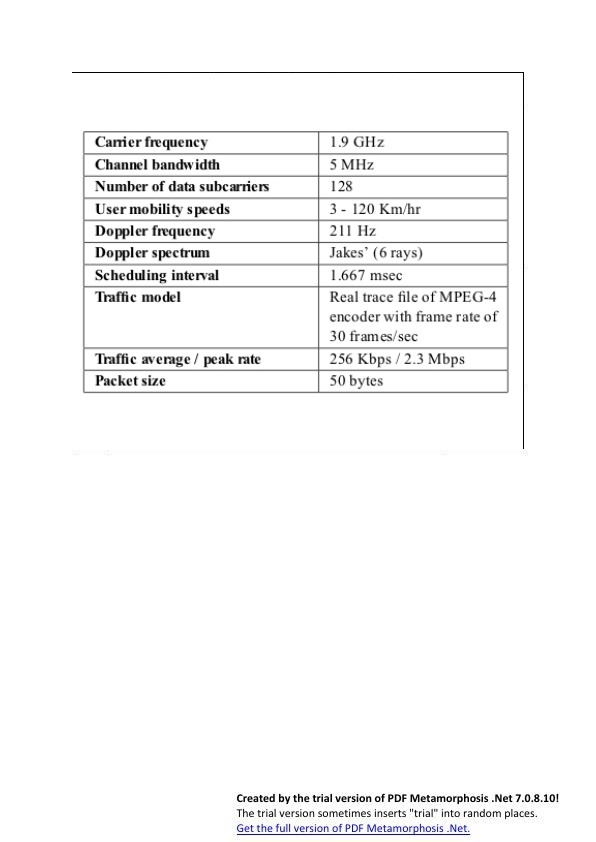 Carrier frequency 1.9 GHz
Channel bandwidth 5 MHz
Number of data subcarriers 128
User mobility speeds 3 - 120 Km/hr
Doppler frequency 211 Hz
Doppler spectrum Jakes’ (6 rays)
Scheduling interval 1.667 msec
Traffic model Real trace file of MPEG-4
encoder with frame rate of
30 frames/sec
Traffic average / peak rate 256 Kbps / 2.3 Mbps
Packet size 50 bytes
Created by the trial version of PDF Metamorphosis .Net 7.0.8.10!
The trial version sometimes inserts "trial" into random places.
Get the full version of PDF Metamorphosis .Net.